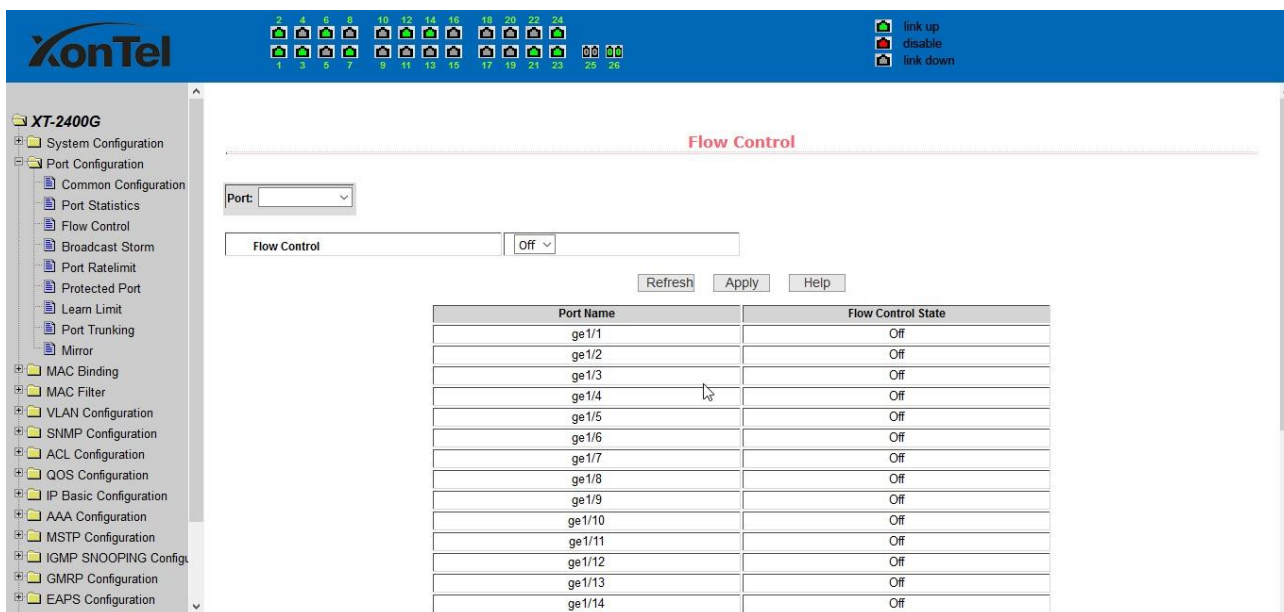 XonTel
2 4 6 8 10 12 14 16 18 20 22 24
1 3 5 7 9 11 13 15 17 19 21 23 25 26
link up
disable
link down
XT-2400G
System Configuration
Port Configuration
Common Configuration
Port Statistics
Flow Control
Broadcast Storm
Port Ratelimit
Protected Port
Learn Limit
Port Trunking
Mirror
MAC Binding
MAC Filter
VLAN Configuration
SNMP Configuration
ACL Configuration
QOS Configuration
IP Basic Configuration
AAA Configuration
MSTP Configuration
IGMP SNOOPING Configu
GMRP Configuration
EAPS Configuration
Flow Control
Port:
Flow Control Off
Refresh Apply Help
Port Name Flow Control State
ge1/1 Off
ge1/2 Off
ge1/3 Off
ge1/4 Off
ge1/5 Off
ge1/6 Off
ge1/7 Off
ge1/8 Off
ge1/9 Off
ge1/10 Off
ge1/11 Off
ge1/12 Off
ge1/13 Off
ge1/14 Off